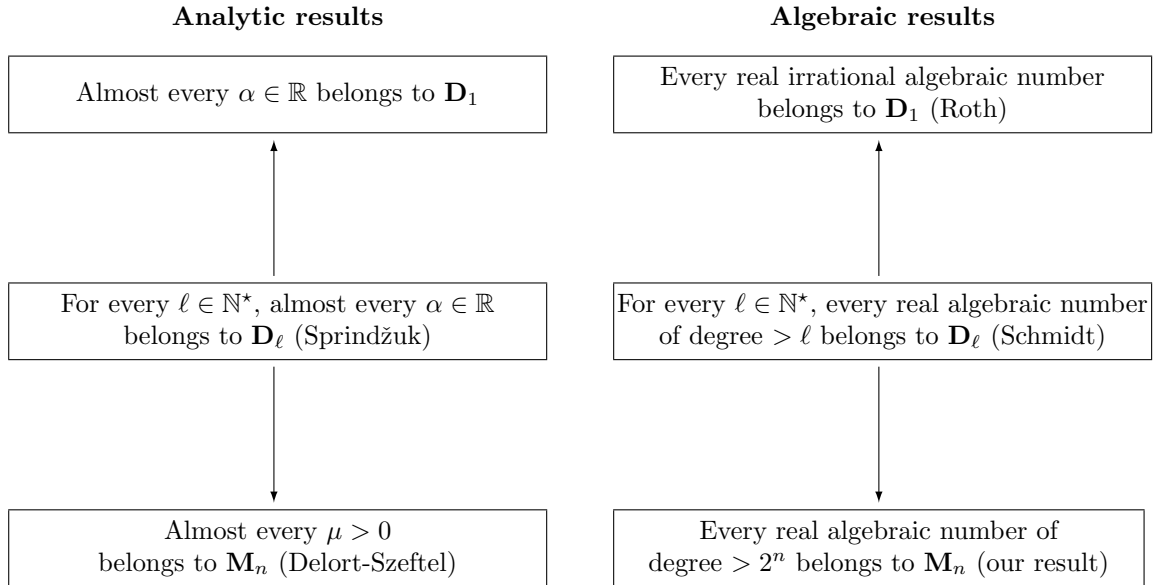 Analytic results
Almost every α ∈ ℝ belongs to D₁
For every ℓ ∈ ℕ⋆, almost every α ∈ ℝ
belongs to D_ℓ (Sprindžuk)
Almost every μ > 0
belongs to M_n (Delort-Szeftel)
Algebraic results
Every real irrational algebraic number
belongs to D₁ (Roth)
For every ℓ ∈ ℕ⋆, every real algebraic number
of degree > ℓ belongs to D_ℓ (Schmidt)
Every real algebraic number of
degree > 2ⁿ belongs to M_n (our result)